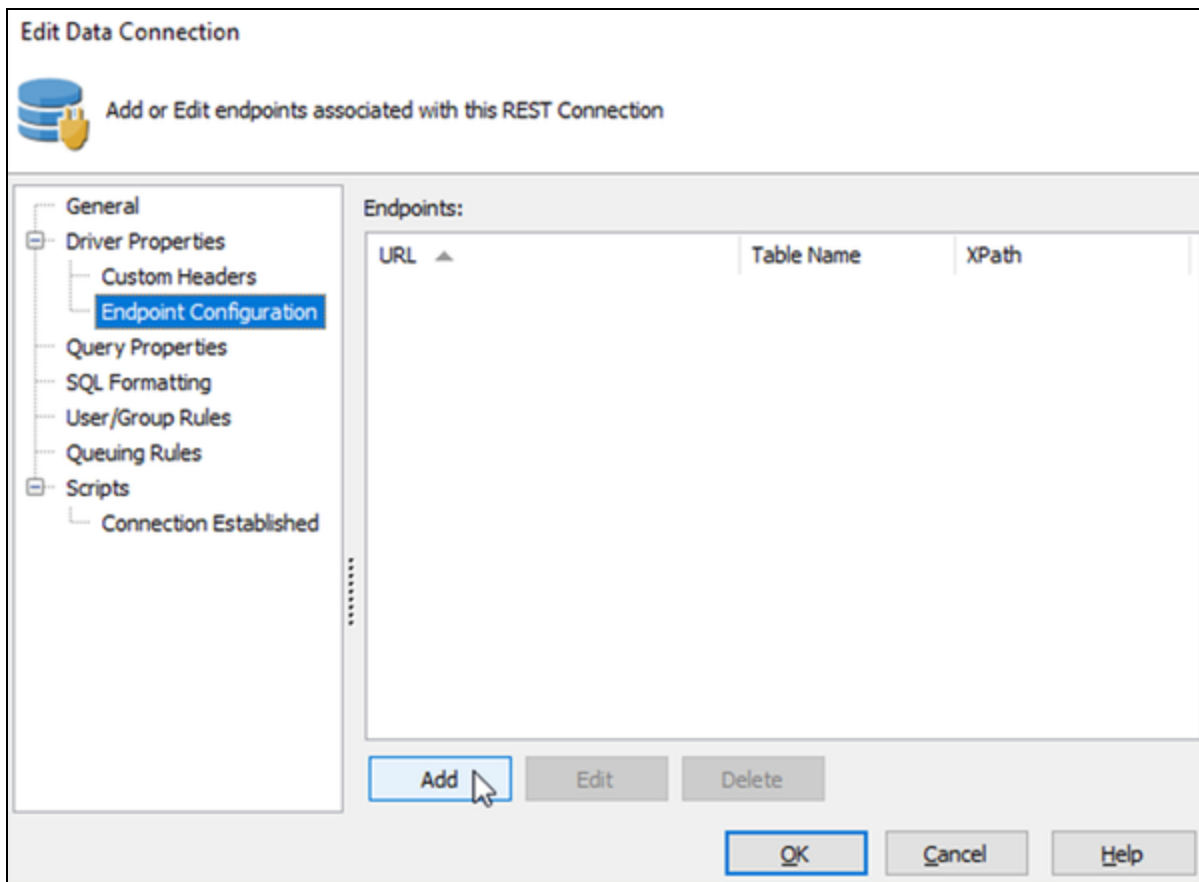 Edit Data Connection
Add or Edit endpoints associated with this REST Connection
General
Driver Properties
Custom Headers
Endpoint Configuration
Query Properties
SQL Formatting
User/Group Rules
Queuing Rules
Scripts
Connection Established
Endpoints:
URL Table Name XPath
Add Edit Delete
OK Cancel Help